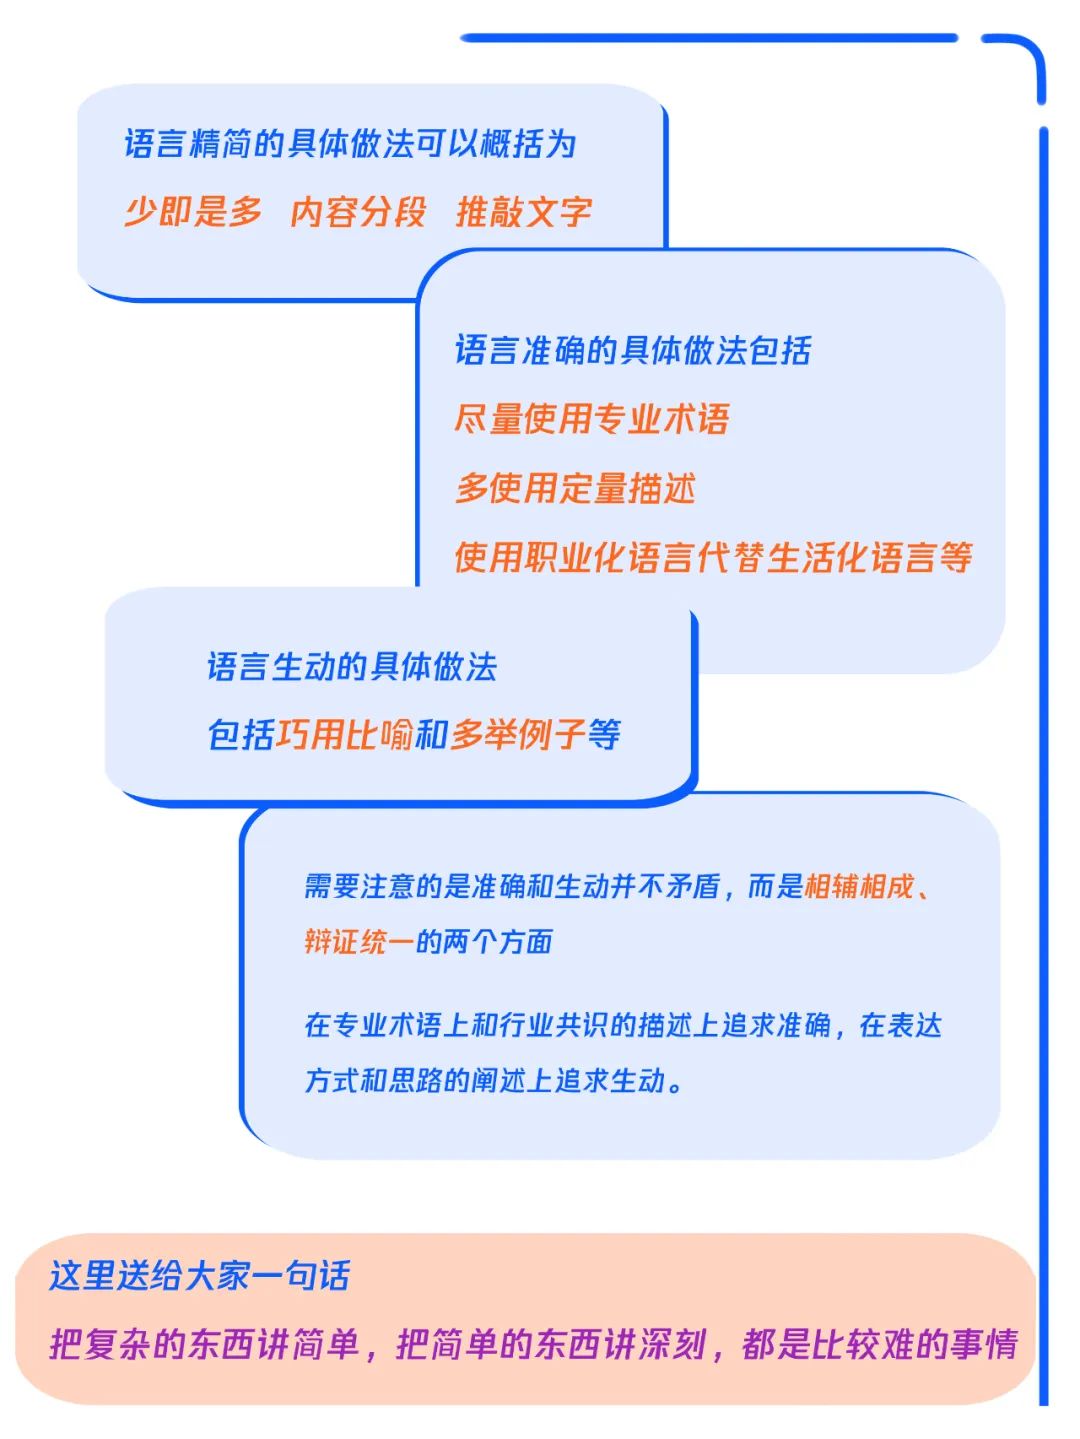 语言精简的具体做法可以概括为
少即是多 内容分段 推敲文字
语言准确的具体做法包括
尽量使用专业术语
多使用定量描述
使用职业化语言代替生活化语言等
语言生动的具体做法
包括巧用比喻和多举例子等
需要注意的是准确和生动并不矛盾，而是相辅相成、
辩证统一的两个方面
在专业术语上和行业共识的描述上追求准确，在表达
方式和思路的阐述上追求生动。
这里送给大家一句话
把复杂的东西讲简单，把简单的东西讲深刻，都是比较难的事情